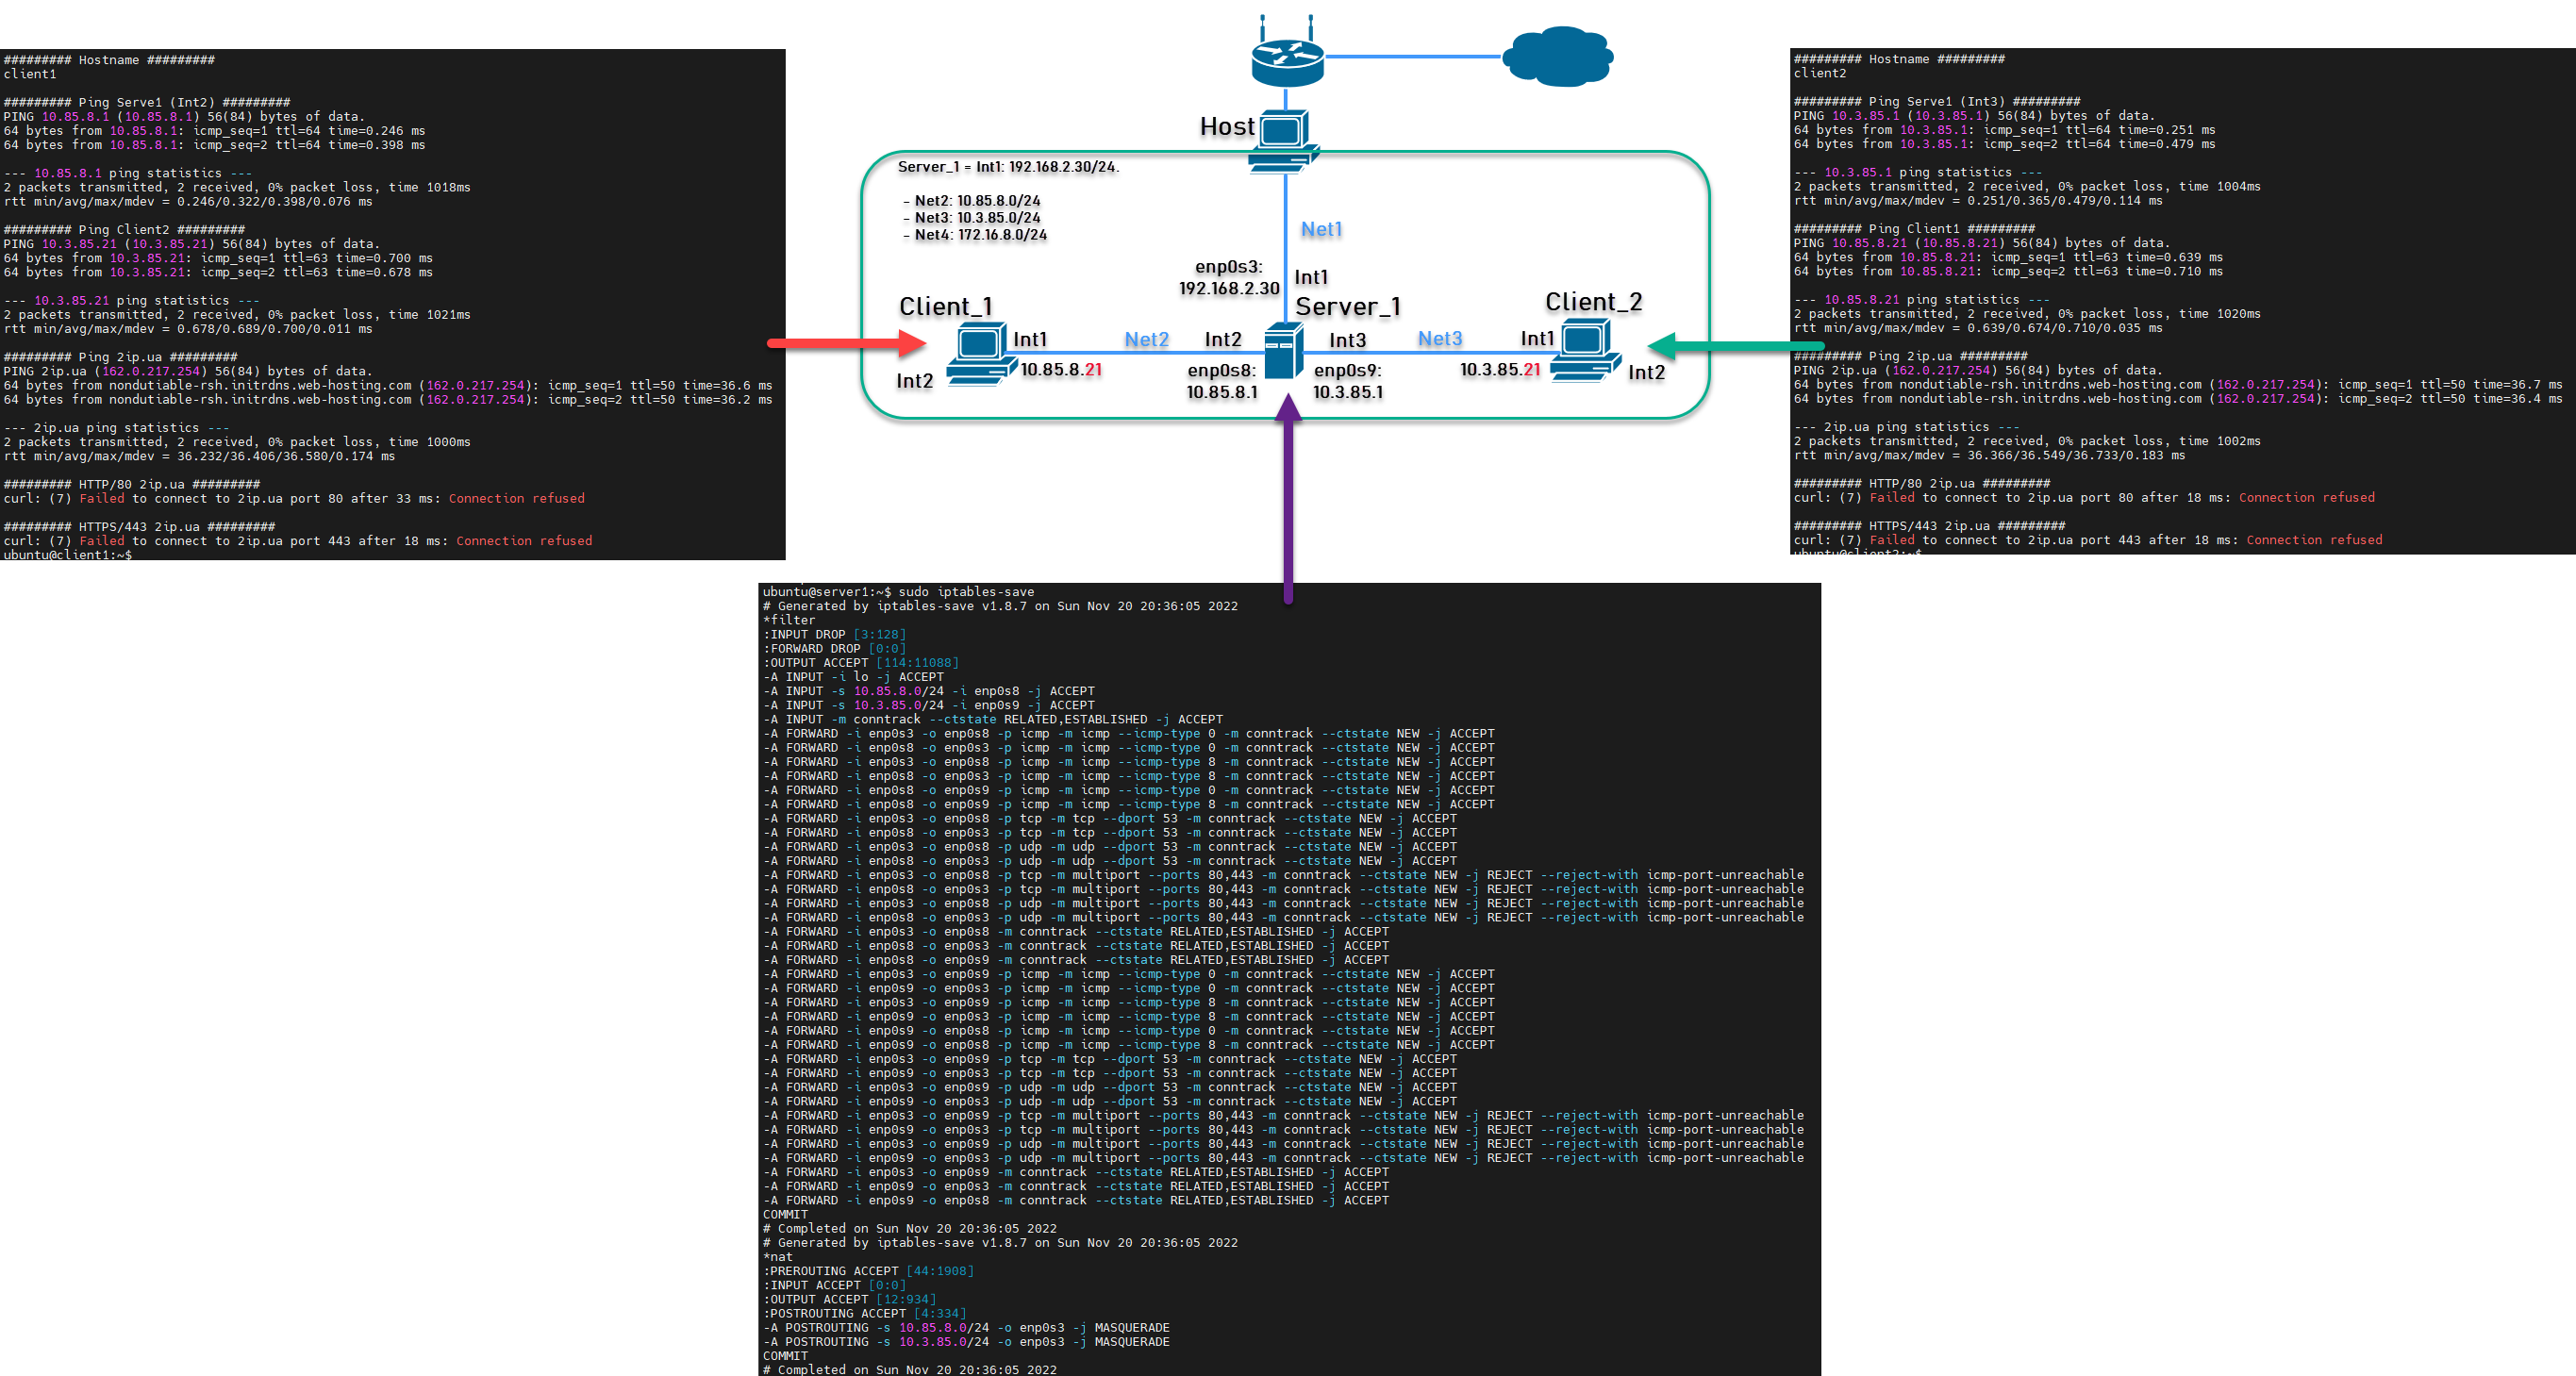 ######### Hostname #########
client1
######### Ping Serve1 (Int2) #########
PING 10.85.8.1 (10.85.8.1) 56(84) bytes of data.
64 bytes from 10.85.8.1: icmp_seq=1 ttl=64 time=0.246 ms
64 bytes from 10.85.8.1: icmp_seq=2 ttl=64 time=0.398 ms
--- 10.85.8.1 ping statistics ---
2 packets transmitted, 2 received, 0% packet loss, time 1018ms
rtt min/avg/max/mdev = 0.246/0.322/0.398/0.076 ms
######### Ping Client2 #########
PING 10.3.85.21 (10.3.85.21) 56(84) bytes of data.
64 bytes from 10.3.85.21: icmp_seq=1 ttl=63 time=0.700 ms
64 bytes from 10.3.85.21: icmp_seq=2 ttl=63 time=0.678 ms
--- 10.3.85.21 ping statistics ---
2 packets transmitted, 2 received, 0% packet loss, time 1021ms
rtt min/avg/max/mdev = 0.678/0.689/0.700/0.011 ms
######### Ping 2ip.ua #########
PING 2ip.ua (162.0.217.254) 56(84) bytes of data.
64 bytes from nondutiable-rsh.initrdns.web-hosting.com (162.0.217.254): icmp_seq=1 ttl=50 time=36.6 ms
64 bytes from nondutiable-rsh.initrdns.web-hosting.com (162.0.217.254): icmp_seq=2 ttl=50 time=36.2 ms
--- 2ip.ua ping statistics ---
2 packets transmitted, 2 received, 0% packet loss, time 1000ms
rtt min/avg/max/mdev = 36.232/36.406/36.580/0.174 ms
######### HTTP/80 2ip.ua #########
curl: (7) Failed to connect to 2ip.ua port 80 after 33 ms: Connection refused
######### HTTPS/443 2ip.ua #########
curl: (7) Failed to connect to 2ip.ua port 443 after 18 ms: Connection refused
ubuntu@client1:~$
Host
Server_1 = Int1: 192.168.2.30/24.
- Net2: 10.85.8.0/24
- Net3: 10.3.85.0/24
- Net4: 172.16.8.0/24
Net1
enp0s3:
192.168.2.30
Int1
Client_1
Server_1
Client_2
Int1
Net2
Int2
Int3
Net3
Int1
Int2
10.85.8.21
enp0s8:
10.85.8.1
enp0s9:
10.3.85.1
10.3.85.21
Int2
######### Hostname #########
client2
######### Ping Serve1 (Int3) #########
PING 10.3.85.1 (10.3.85.1) 56(84) bytes of data.
64 bytes from 10.3.85.1: icmp_seq=1 ttl=64 time=0.251 ms
64 bytes from 10.3.85.1: icmp_seq=2 ttl=64 time=0.479 ms
--- 10.3.85.1 ping statistics ---
2 packets transmitted, 2 received, 0% packet loss, time 1004ms
rtt min/avg/max/mdev = 0.251/0.365/0.479/0.114 ms
######### Ping Client1 #########
PING 10.85.8.21 (10.85.8.21) 56(84) bytes of data.
64 bytes from 10.85.8.21: icmp_seq=1 ttl=63 time=0.639 ms
64 bytes from 10.85.8.21: icmp_seq=2 ttl=63 time=0.710 ms
--- 10.85.8.21 ping statistics ---
2 packets transmitted, 2 received, 0% packet loss, time 1020ms
rtt min/avg/max/mdev = 0.639/0.674/0.710/0.035 ms
######### Ping 2ip.ua #########
PING 2ip.ua (162.0.217.254) 56(84) bytes of data.
64 bytes from nondutiable-rsh.initrdns.web-hosting.com (162.0.217.254): icmp_seq=1 ttl=50 time=36.7 ms
64 bytes from nondutiable-rsh.initrdns.web-hosting.com (162.0.217.254): icmp_seq=2 ttl=50 time=36.4 ms
--- 2ip.ua ping statistics ---
2 packets transmitted, 2 received, 0% packet loss, time 1002ms
rtt min/avg/max/mdev = 36.366/36.549/36.733/0.183 ms
######### HTTP/80 2ip.ua #########
curl: (7) Failed to connect to 2ip.ua port 80 after 18 ms: Connection refused
######### HTTPS/443 2ip.ua #########
curl: (7) Failed to connect to 2ip.ua port 443 after 18 ms: Connection refused
ubuntu@client2:~$
ubuntu@server1:~$ sudo iptables-save
# Generated by iptables-save v1.8.7 on Sun Nov 20 20:36:05 2022
*filter
:INPUT DROP [3:128]
:FORWARD DROP [0:0]
:OUTPUT ACCEPT [114:11088]
-A INPUT -i lo -j ACCEPT
-A INPUT -s 10.85.8.0/24 -i enp0s8 -j ACCEPT
-A INPUT -s 10.3.85.0/24 -i enp0s9 -j ACCEPT
-A INPUT -m conntrack --ctstate RELATED,ESTABLISHED -j ACCEPT
-A FORWARD -i enp0s3 -o enp0s8 -p icmp -m icmp --icmp-type 0 -m conntrack --ctstate NEW -j ACCEPT
-A FORWARD -i enp0s8 -o enp0s3 -p icmp -m icmp --icmp-type 0 -m conntrack --ctstate NEW -j ACCEPT
-A FORWARD -i enp0s3 -o enp0s8 -p icmp -m icmp --icmp-type 8 -m conntrack --ctstate NEW -j ACCEPT
-A FORWARD -i enp0s8 -o enp0s3 -p icmp -m icmp --icmp-type 8 -m conntrack --ctstate NEW -j ACCEPT
-A FORWARD -i enp0s8 -o enp0s9 -p icmp -m icmp --icmp-type 0 -m conntrack --ctstate NEW -j ACCEPT
-A FORWARD -i enp0s8 -o enp0s9 -p icmp -m icmp --icmp-type 8 -m conntrack --ctstate NEW -j ACCEPT
-A FORWARD -i enp0s3 -o enp0s8 -p tcp -m tcp --dport 53 -m conntrack --ctstate NEW -j ACCEPT
-A FORWARD -i enp0s8 -o enp0s3 -p tcp -m tcp --dport 53 -m conntrack --ctstate NEW -j ACCEPT
-A FORWARD -i enp0s3 -o enp0s8 -p udp -m udp --dport 53 -m conntrack --ctstate NEW -j ACCEPT
-A FORWARD -i enp0s8 -o enp0s3 -p udp -m udp --dport 53 -m conntrack --ctstate NEW -j ACCEPT
-A FORWARD -i enp0s3 -o enp0s8 -p tcp -m multiport --ports 80,443 -m conntrack --ctstate NEW -j REJECT --reject-with icmp-port-unreachable
-A FORWARD -i enp0s8 -o enp0s3 -p tcp -m multiport --ports 80,443 -m conntrack --ctstate NEW -j REJECT --reject-with icmp-port-unreachable
-A FORWARD -i enp0s3 -o enp0s8 -p udp -m multiport --ports 80,443 -m conntrack --ctstate NEW -j REJECT --reject-with icmp-port-unreachable
-A FORWARD -i enp0s8 -o enp0s3 -p udp -m multiport --ports 80,443 -m conntrack --ctstate NEW -j REJECT --reject-with icmp-port-unreachable
-A FORWARD -i enp0s3 -o enp0s8 -m conntrack --ctstate RELATED,ESTABLISHED -j ACCEPT
-A FORWARD -i enp0s8 -o enp0s3 -m conntrack --ctstate RELATED,ESTABLISHED -j ACCEPT
-A FORWARD -i enp0s8 -o enp0s9 -m conntrack --ctstate RELATED,ESTABLISHED -j ACCEPT
-A FORWARD -i enp0s3 -o enp0s9 -p icmp -m icmp --icmp-type 0 -m conntrack --ctstate NEW -j ACCEPT
-A FORWARD -i enp0s9 -o enp0s3 -p icmp -m icmp --icmp-type 0 -m conntrack --ctstate NEW -j ACCEPT
-A FORWARD -i enp0s3 -o enp0s9 -p icmp -m icmp --icmp-type 8 -m conntrack --ctstate NEW -j ACCEPT
-A FORWARD -i enp0s9 -o enp0s3 -p icmp -m icmp --icmp-type 8 -m conntrack --ctstate NEW -j ACCEPT
-A FORWARD -i enp0s9 -o enp0s8 -p icmp -m icmp --icmp-type 0 -m conntrack --ctstate NEW -j ACCEPT
-A FORWARD -i enp0s9 -o enp0s8 -p icmp -m icmp --icmp-type 8 -m conntrack --ctstate NEW -j ACCEPT
-A FORWARD -i enp0s3 -o enp0s9 -p tcp -m tcp --dport 53 -m conntrack --ctstate NEW -j ACCEPT
-A FORWARD -i enp0s9 -o enp0s3 -p tcp -m tcp --dport 53 -m conntrack --ctstate NEW -j ACCEPT
-A FORWARD -i enp0s3 -o enp0s9 -p udp -m udp --dport 53 -m conntrack --ctstate NEW -j ACCEPT
-A FORWARD -i enp0s9 -o enp0s3 -p udp -m udp --dport 53 -m conntrack --ctstate NEW -j ACCEPT
-A FORWARD -i enp0s3 -o enp0s9 -p tcp -m multiport --ports 80,443 -m conntrack --ctstate NEW -j REJECT --reject-with icmp-port-unreachable
-A FORWARD -i enp0s9 -o enp0s3 -p tcp -m multiport --ports 80,443 -m conntrack --ctstate NEW -j REJECT --reject-with icmp-port-unreachable
-A FORWARD -i enp0s3 -o enp0s9 -p udp -m multiport --ports 80,443 -m conntrack --ctstate NEW -j REJECT --reject-with icmp-port-unreachable
-A FORWARD -i enp0s9 -o enp0s3 -p udp -m multiport --ports 80,443 -m conntrack --ctstate NEW -j REJECT --reject-with icmp-port-unreachable
-A FORWARD -i enp0s3 -o enp0s9 -m conntrack --ctstate RELATED,ESTABLISHED -j ACCEPT
-A FORWARD -i enp0s9 -o enp0s3 -m conntrack --ctstate RELATED,ESTABLISHED -j ACCEPT
-A FORWARD -i enp0s9 -o enp0s8 -m conntrack --ctstate RELATED,ESTABLISHED -j ACCEPT
COMMIT
# Completed on Sun Nov 20 20:36:05 2022
# Generated by iptables-save v1.8.7 on Sun Nov 20 20:36:05 2022
*nat
:PREROUTING ACCEPT [44:1908]
:INPUT ACCEPT [0:0]
:OUTPUT ACCEPT [12:934]
:POSTROUTING ACCEPT [4:334]
-A POSTROUTING -s 10.85.8.0/24 -o enp0s3 -j MASQUERADE
-A POSTROUTING -s 10.3.85.0/24 -o enp0s3 -j MASQUERADE
COMMIT
# Completed on Sun Nov 20 20:36:05 2022